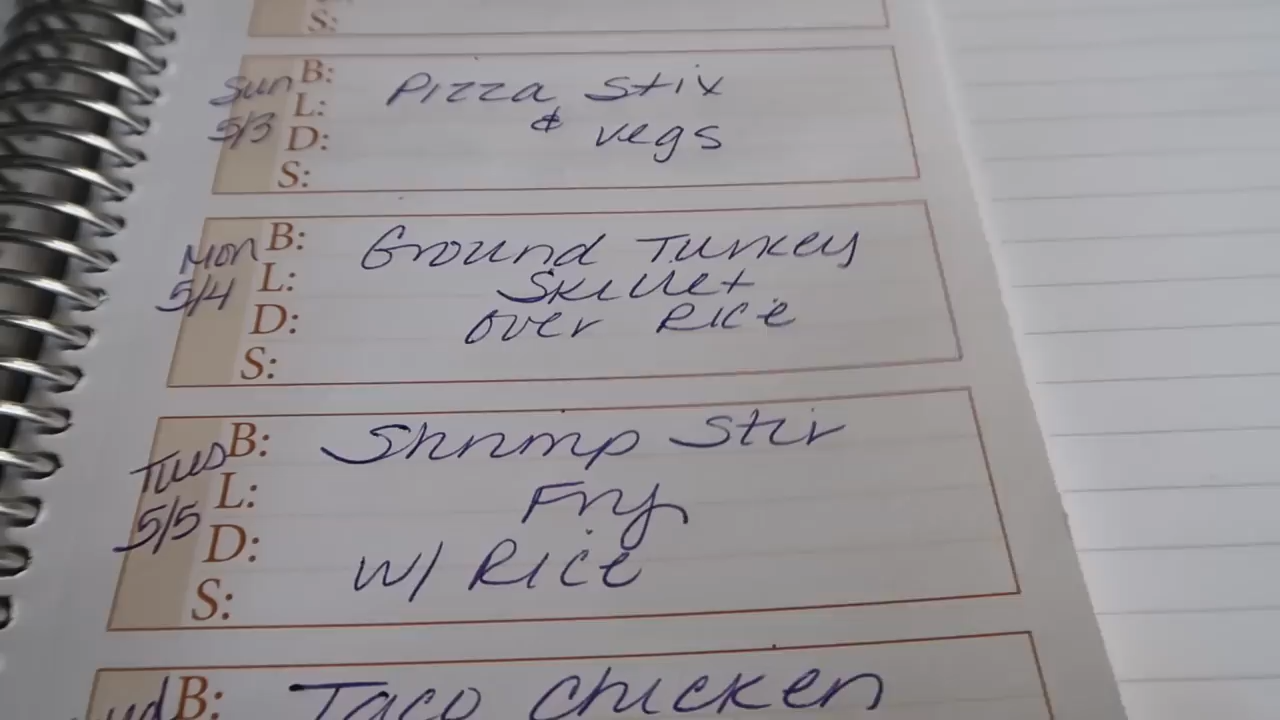 S:
Sun B: Pizza Stix
5/3 L: & vegs
D:
S:
Mon B: Ground Turkey
5/4 L: Skillet
D: over Rice
S:
Tues B: Shrimp Stir
5/5 L: Fry
D: w/ Rice
S:
B: Taco Chicken